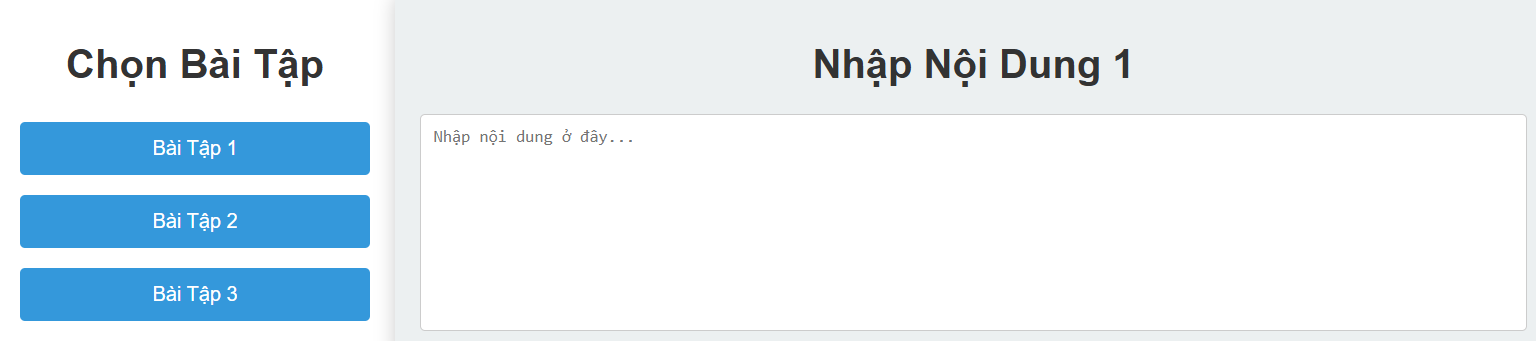 Chọn Bài Tập
Bài Tập 1
Bài Tập 2
Bài Tập 3
Nhập Nội Dung 1
Nhập nội dung ở đây...